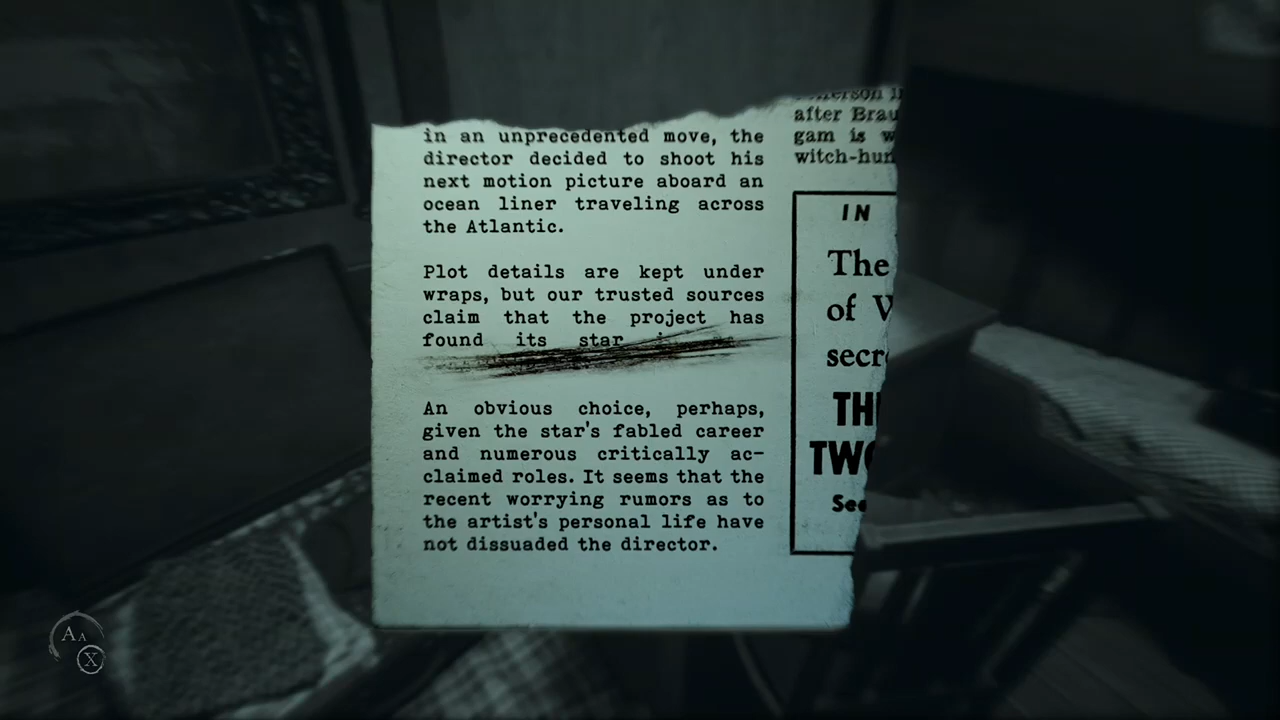 in an unprecedented move, the
director decided to shoot his
next motion picture aboard an
ocean liner traveling across
the Atlantic.
Plot details are kept under
wraps, but our trusted sources
claim that the project has
found its star
An obvious choice, perhaps,
given the star's fabled career
and numerous critically ac-
claimed roles. It seems that the
recent worrying rumors as to
the artist's personal life have
not dissuaded the director.
after Brau
gam is w
witch-hun
IN
The
of V
secre
TH
TWO
See
AA
X